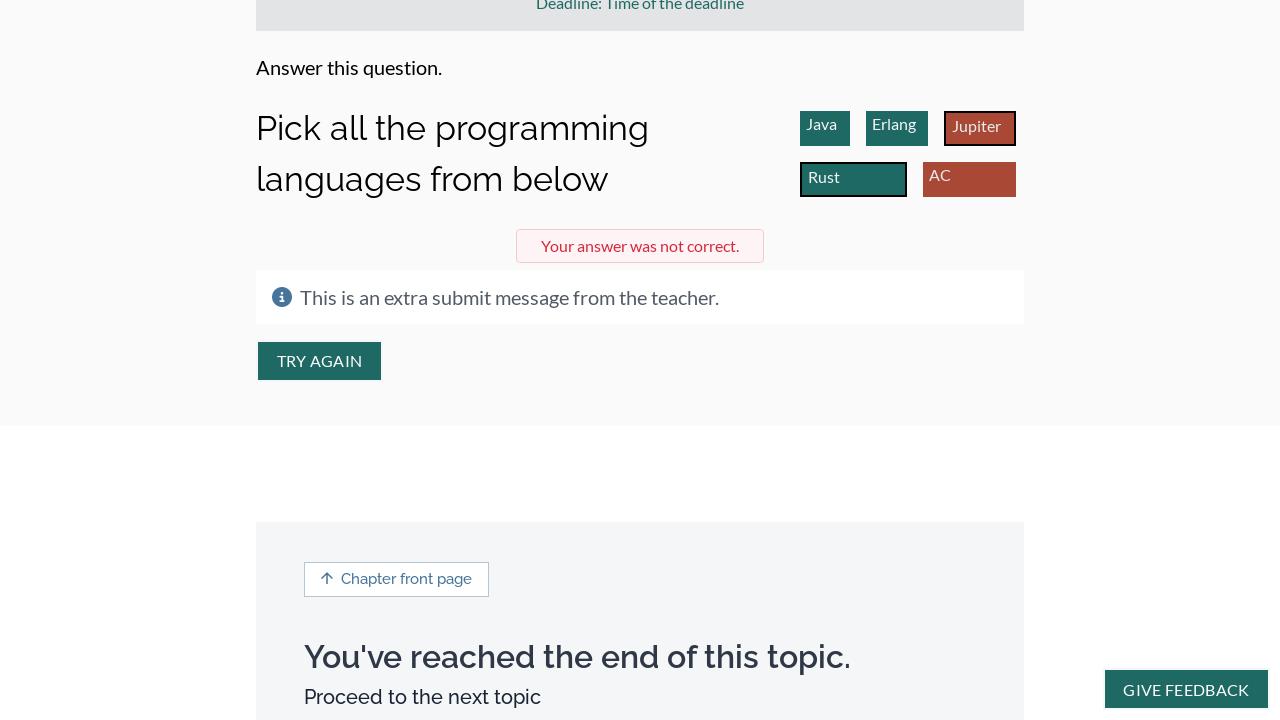 Deadline: Time of the deadline
Answer this question.
Pick all the programming
languages from below
Java
Erlang
Jupiter
Rust
AC
Your answer was not correct.
This is an extra submit message from the teacher.
TRY AGAIN
Chapter front page
You've reached the end of this topic.
Proceed to the next topic
GIVE FEEDBACK